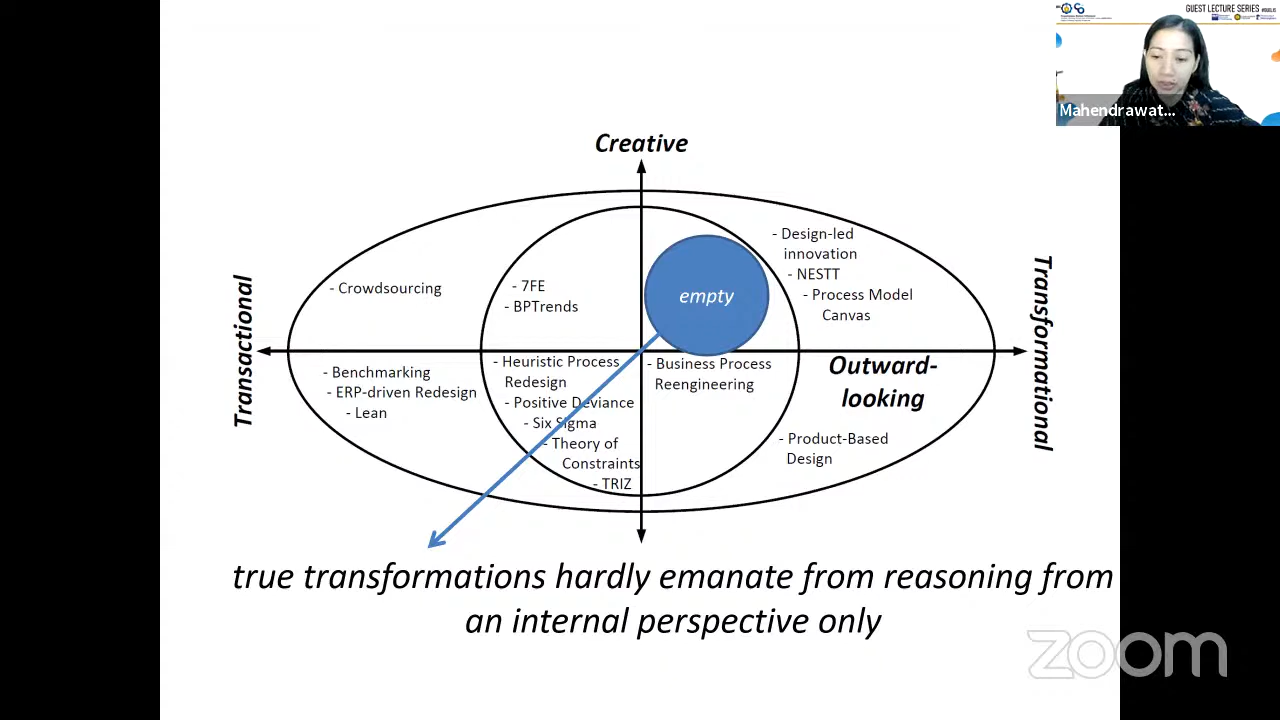 GUEST LECTURE SERIES
Mahendrawat...
Creative
- Design-led
innovation
- NESTT
- Process Model
Canvas
- Crowdsourcing
- 7FE
- BPTrends
empty
Transactional
Transformational
- Benchmarking
- ERP-driven Redesign
- Lean
- Heuristic Process
Redesign
- Positive Deviance
- Six Sigma
- Theory of
Constraints
- TRIZ
- Business Process
Reengineering
Outward-
looking
- Product-Based
Design
true transformations hardly emanate from reasoning from
an internal perspective only
zoom